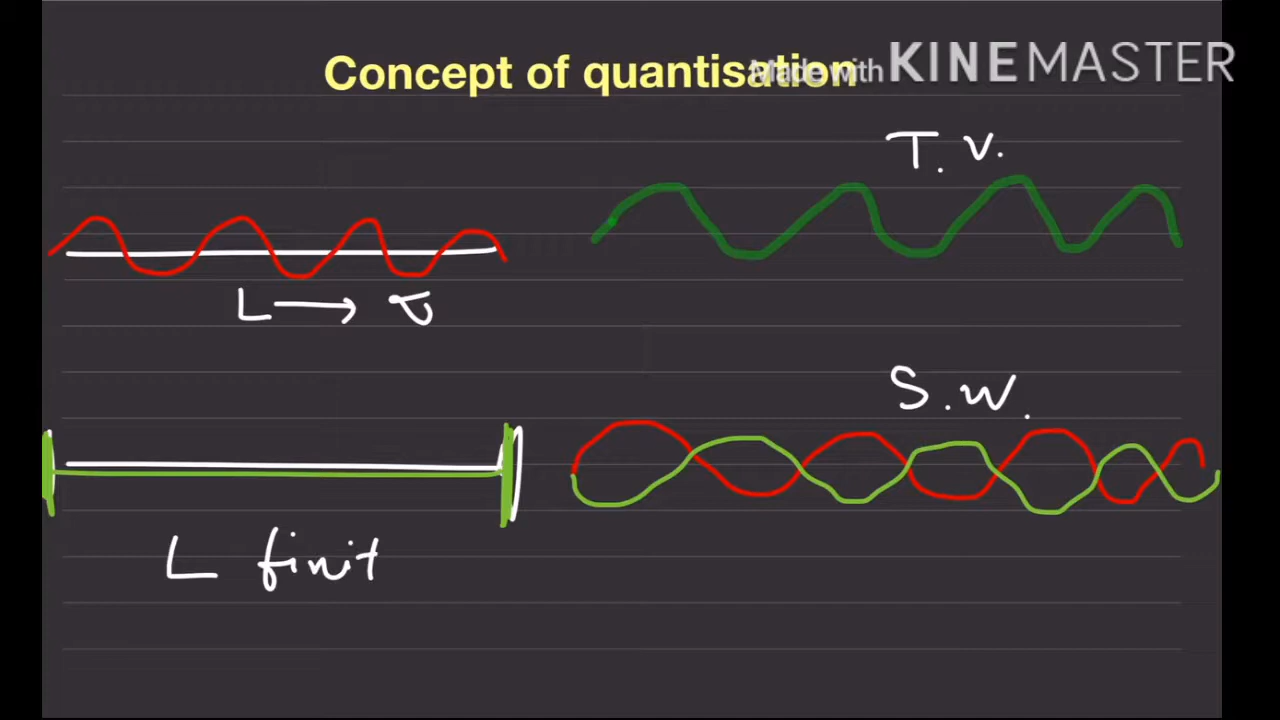 Concept of quantisation
Made with KINEMASTER
T. V.
L → 
S.W.
L finit